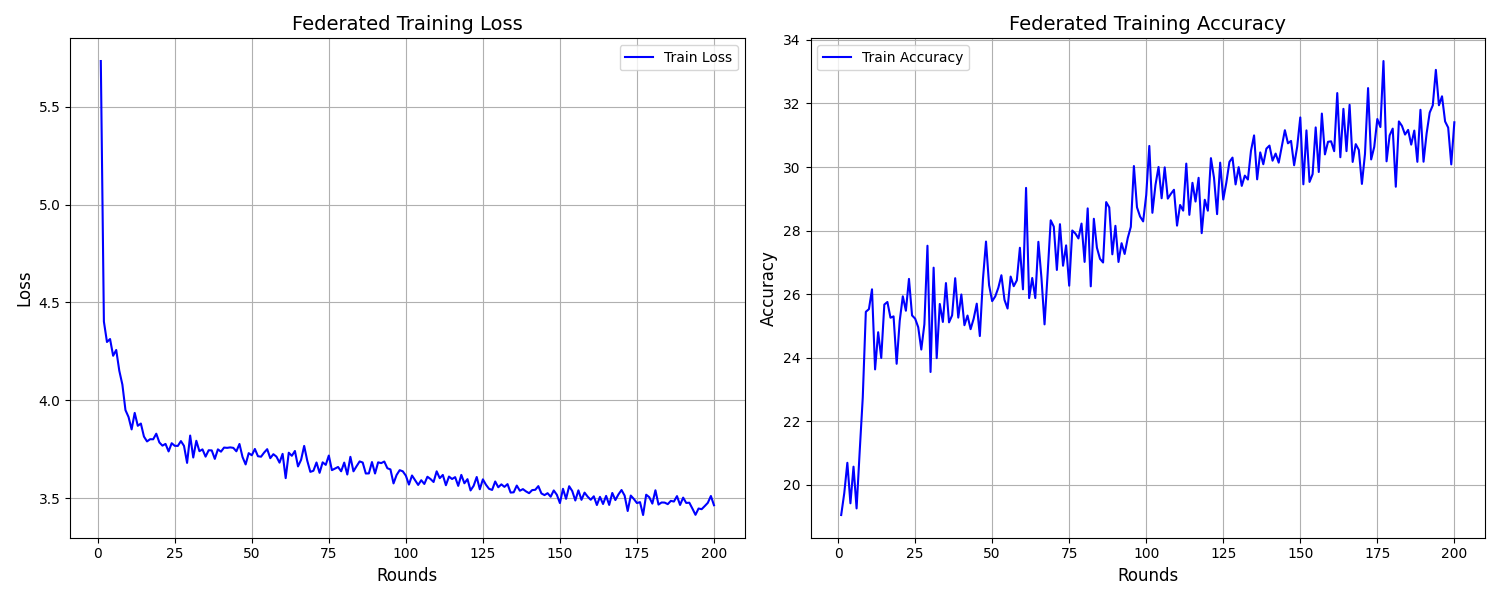 Federated Training Loss
Train Loss
5.5
5.0
4.5
4.0
3.5
Loss
0 25 50 75 100 125 150 175 200
Rounds
Federated Training Accuracy
Train Accuracy
34
32
30
28
26
24
22
20
Accuracy
0 25 50 75 100 125 150 175 200
Rounds